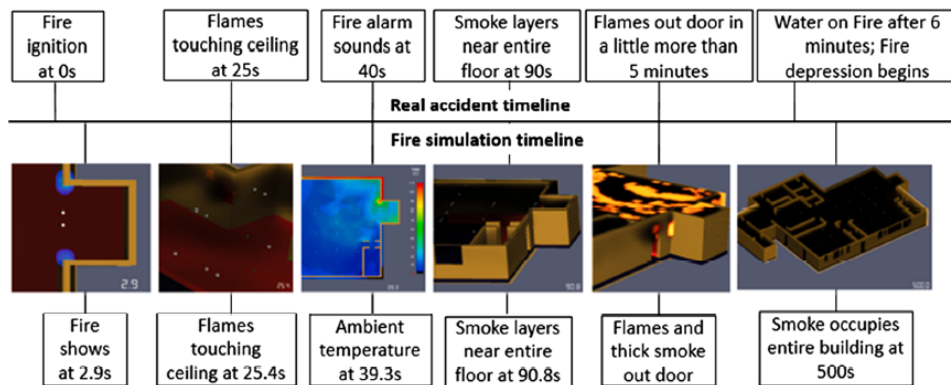 Fire
ignition
at 0s
Flames
touching ceiling
at 25s
Fire alarm
sounds at
40s
Smoke layers
near entire
floor at 90s
Flames out door in
a little more than
5 minutes
Water on Fire after 6
minutes; Fire
depression begins
Real accident timeline
Fire simulation timeline
2.9
25.4
39.3
90.8
500.0
Fire
shows
at 2.9s
Flames
touching
ceiling at 25.4s
Ambient
temperature
at 39.3s
Smoke layers
near entire
floor at 90.8s
Flames and
thick smoke
out door
Smoke occupies
entire building at
500s